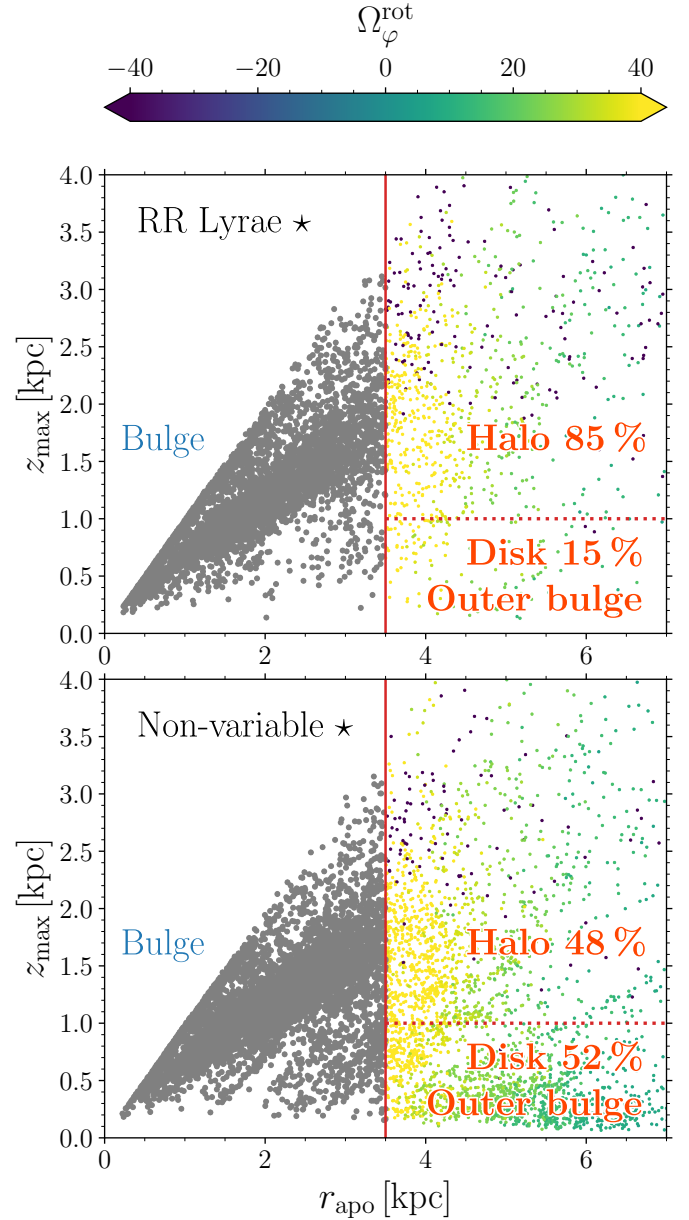 Ω_φ^rot
−40 −20 0 20 40
4.0
RR Lyrae ⋆
3.5
3.0
2.5
2.0
Bulge
Halo 85 %
1.5
1.0
Disk 15 %
0.5
Outer bulge
0.0
z_max [kpc]
0 2 4 6
4.0
Non-variable ⋆
3.5
3.0
2.5
2.0
Bulge
Halo 48 %
1.5
1.0
Disk 52 %
0.5
Outer bulge
0.0
z_max [kpc]
0 2 4 6
r_apo [kpc]